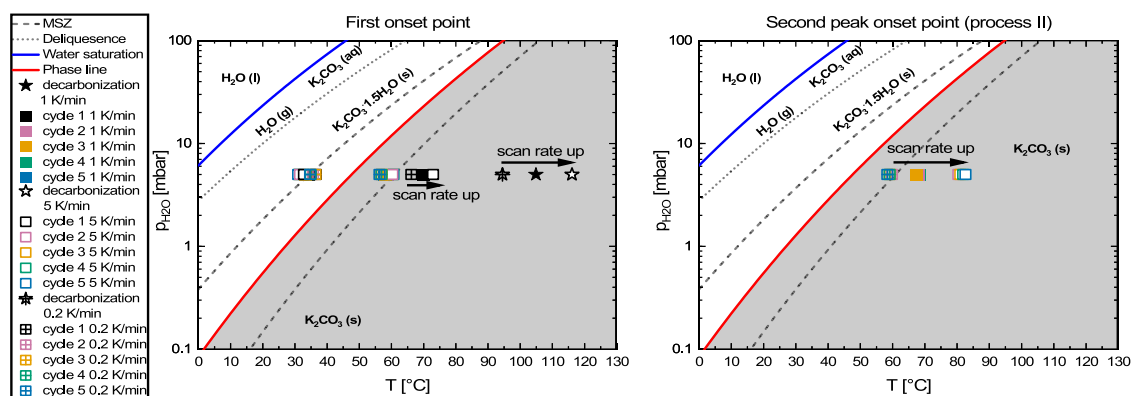 MSZ
Deliquesence
Water saturation
Phase line
decarbonization
1 K/min
cycle 1 1 K/min
cycle 2 1 K/min
cycle 3 1 K/min
cycle 4 1 K/min
cycle 5 1 K/min
decarbonization
5 K/min
cycle 1 5 K/min
cycle 2 5 K/min
cycle 3 5 K/min
cycle 4 5 K/min
cycle 5 5 K/min
decarbonization
0.2 K/min
cycle 1 0.2 K/min
cycle 2 0.2 K/min
cycle 3 0.2 K/min
cycle 4 0.2 K/min
cycle 5 0.2 K/min
First onset point
100
10
1
0.1
p_H2O [mbar]
H₂O (l)
K₂CO₃ (aq)
H₂O (g)
K₂CO₃·1.5H₂O (s)
scan rate up
K₂CO₃ (s)
0 10 20 30 40 50 60 70 80 90 100 110 120 130
T [°C]
Second peak onset point (process II)
100
10
1
0.1
p_H2O [mbar]
H₂O (l)
K₂CO₃ (aq)
H₂O (g)
K₂CO₃·1.5H₂O (s)
scan rate up
K₂CO₃ (s)
0 10 20 30 40 50 60 70 80 90 100 110 120 130
T [°C]